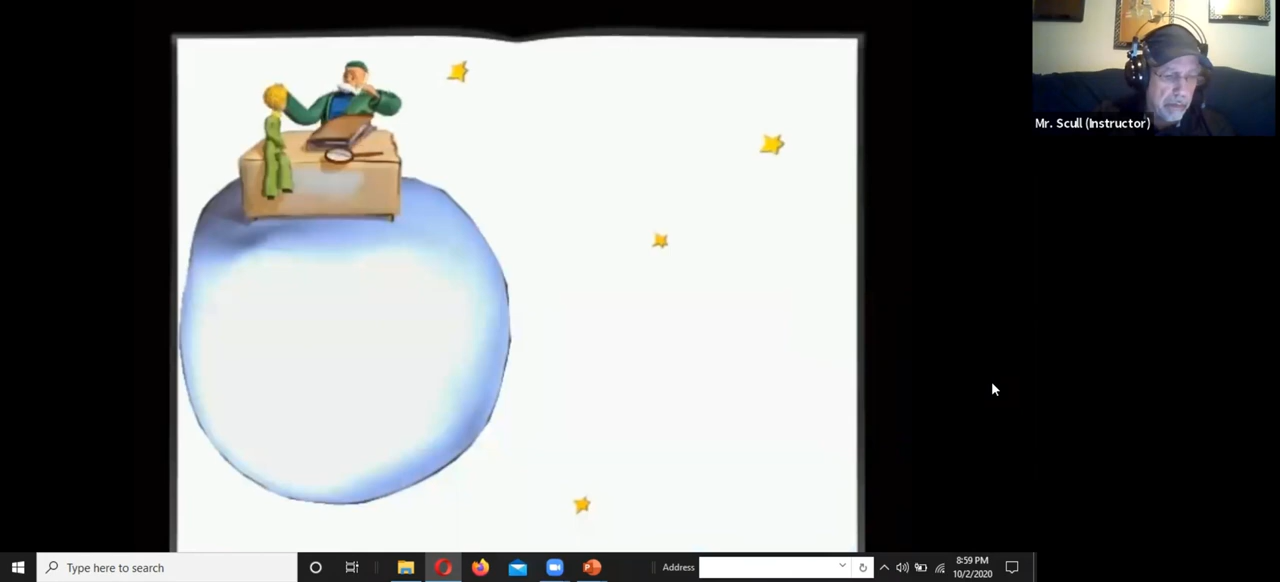 Mr. Scull (Instructor)
Type here to search
Address
8:59 PM
10/2/2020